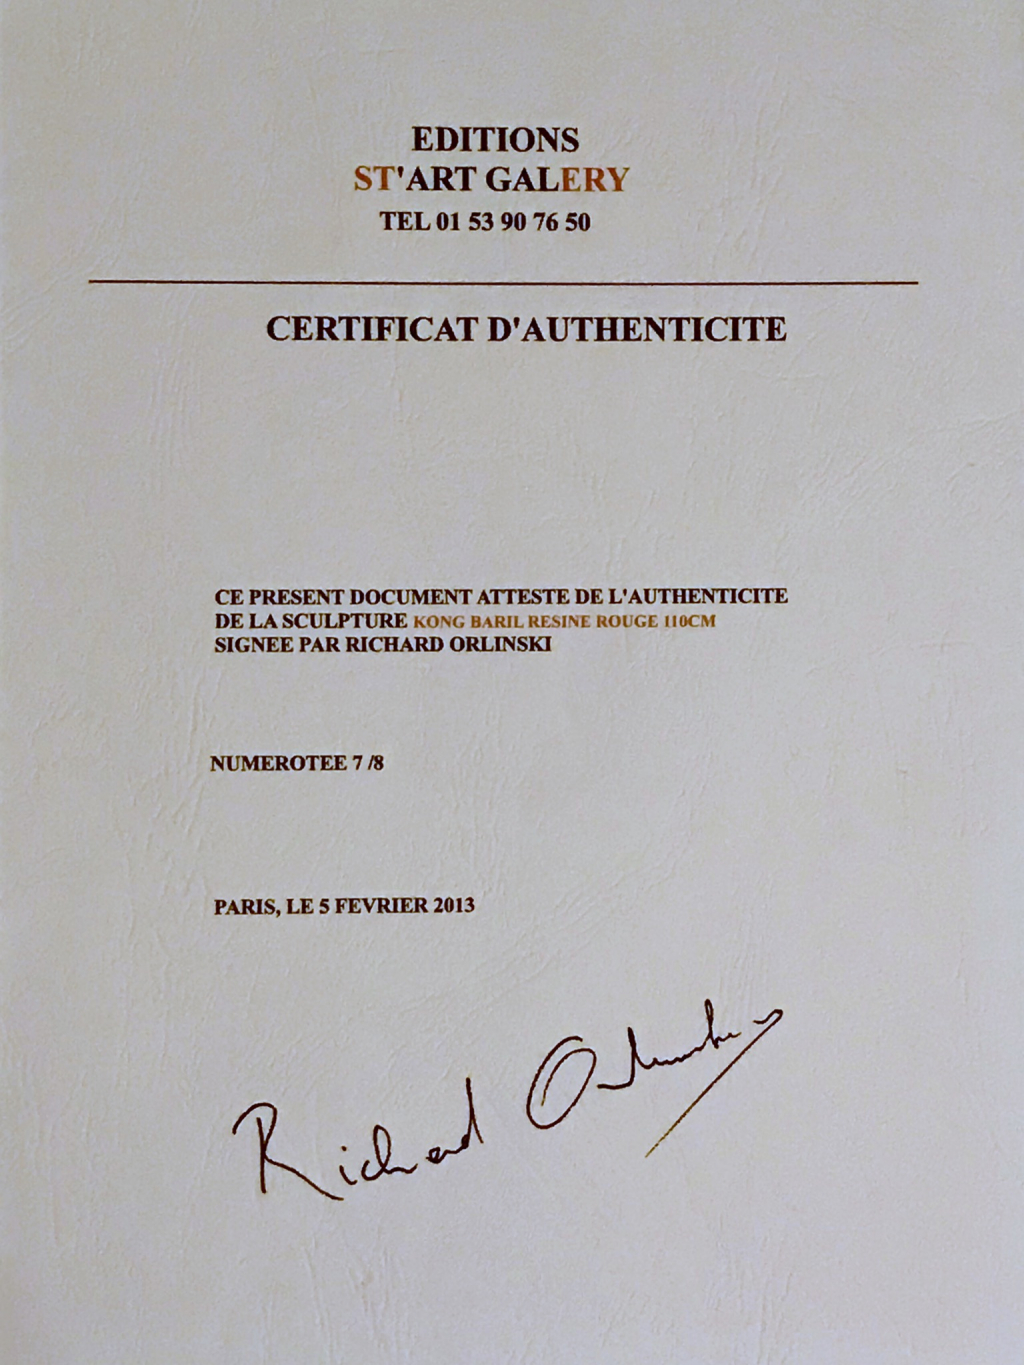 EDITIONS
ST'ART GALERY
TEL 01 53 90 76 50
CERTIFICAT D'AUTHENTICITE
CE PRESENT DOCUMENT ATTESTE DE L'AUTHENTICITE
DE LA SCULPTURE KONG BARIL RESINE ROUGE 110CM
SIGNEE PAR RICHARD ORLINSKI
NUMEROTEE 7 /8
PARIS, LE 5 FEVRIER 2013
Richard Orlinski